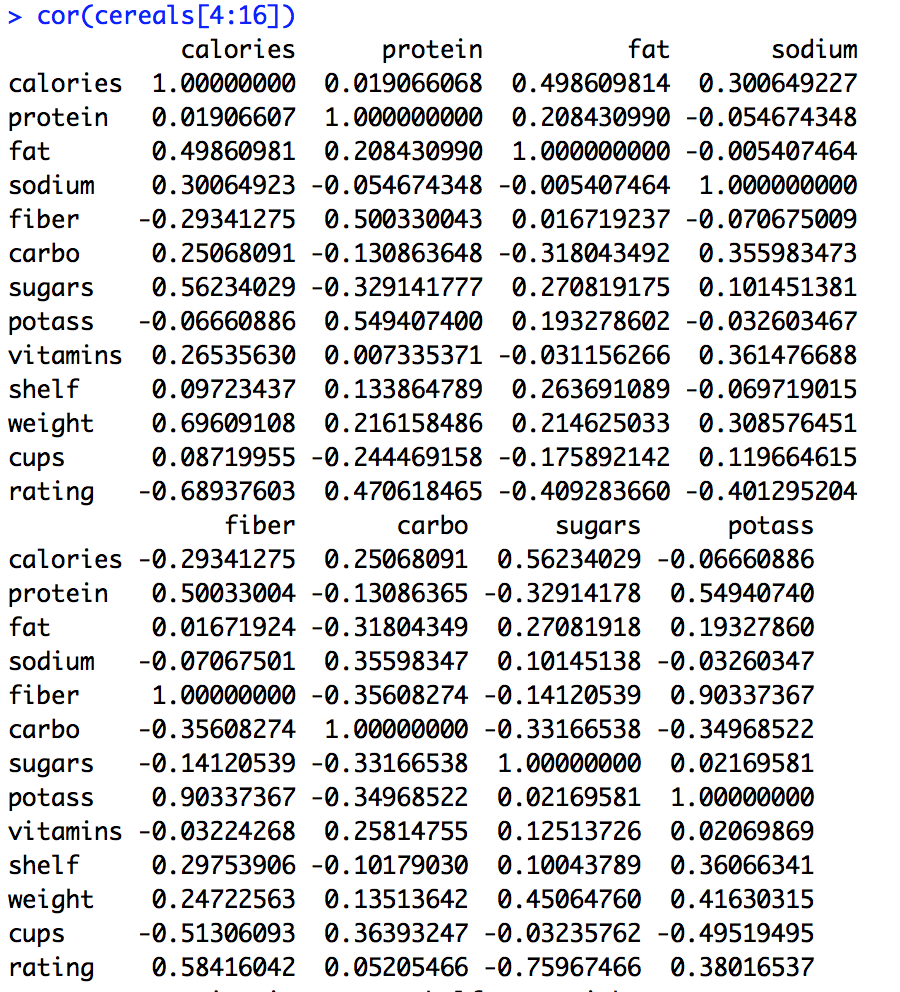 > cor(cereals[4:16])
calories protein fat sodium
calories 1.00000000 0.019066068 0.498609814 0.300649227
protein 0.01906607 1.000000000 0.208430990 -0.054674348
fat 0.49860981 0.208430990 1.000000000 -0.005407464
sodium 0.30064923 -0.054674348 -0.005407464 1.000000000
fiber -0.29341275 0.500330043 0.016719237 -0.070675009
carbo 0.25068091 -0.130863648 -0.318043492 0.355983473
sugars 0.56234029 -0.329141777 0.270819175 0.101451381
potass -0.06660886 0.549407400 0.193278602 -0.032603467
vitamins 0.26535630 0.007335371 -0.031156266 0.361476688
shelf 0.09723437 0.133864789 0.263691089 -0.069719015
weight 0.69609108 0.216158486 0.214625033 0.308576451
cups 0.08719955 -0.244469158 -0.175892142 0.119664615
rating -0.68937603 0.470618465 -0.409283660 -0.401295204
fiber carbo sugars potass
calories -0.29341275 0.25068091 0.56234029 -0.06660886
protein 0.50033004 -0.13086365 -0.32914178 0.54940740
fat 0.01671924 -0.31804349 0.27081918 0.19327860
sodium -0.07067501 0.35598347 0.10145138 -0.03260347
fiber 1.00000000 -0.35608274 -0.14120539 0.90337367
carbo -0.35608274 1.00000000 -0.33166538 -0.34968522
sugars -0.14120539 -0.33166538 1.00000000 0.02169581
potass 0.90337367 -0.34968522 0.02169581 1.00000000
vitamins -0.03224268 0.25814755 0.12513726 0.02069869
shelf 0.29753906 -0.10179030 0.10043789 0.36066341
weight 0.24722563 0.13513642 0.45064760 0.41630315
cups -0.51306093 0.36393247 -0.03235762 -0.49519495
rating 0.58416042 0.05205466 -0.75967466 0.38016537